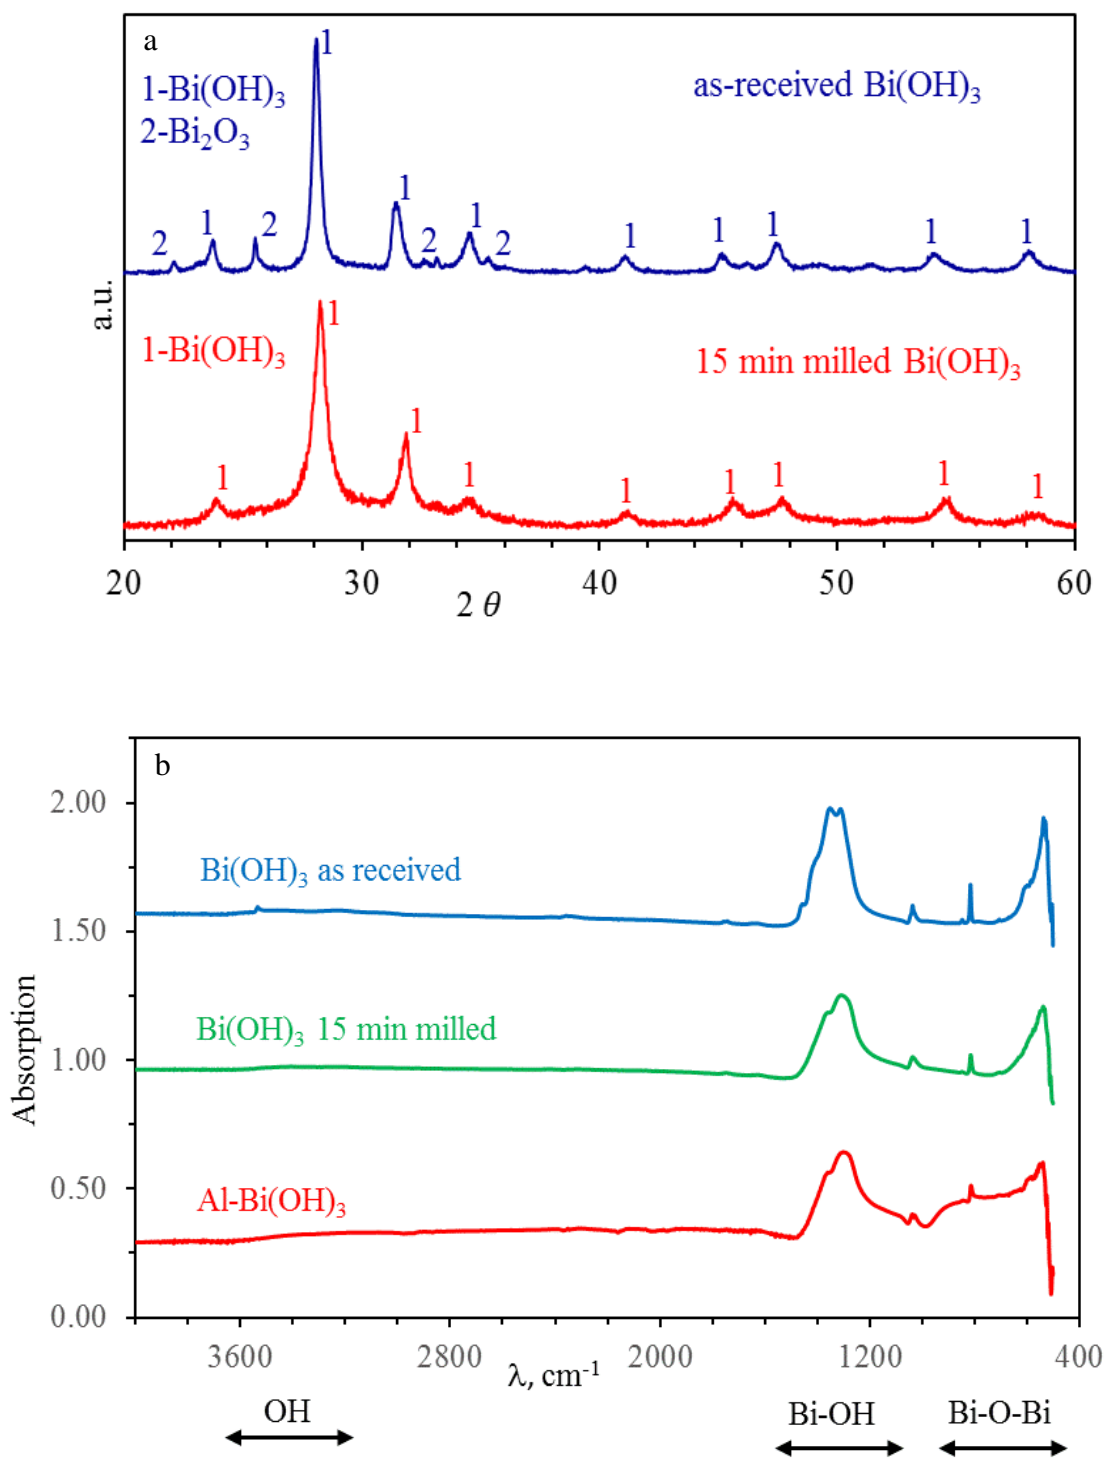 a
1-Bi(OH)₃
2-Bi₂O₃
as-received Bi(OH)₃
2 1 2 1 1 2 1 2 1 1 1 1 1
a.u.
1-Bi(OH)₃
15 min milled Bi(OH)₃
1 1 1 1 1 1 1 1 1
20 30 40 50 60
2 θ
b
2.00
1.50
1.00
0.50
0.00
Absorption
Bi(OH)₃ as received
Bi(OH)₃ 15 min milled
Al-Bi(OH)₃
3600 2800 2000 1200 400
λ, cm⁻¹
OH
Bi-OH
Bi-O-Bi